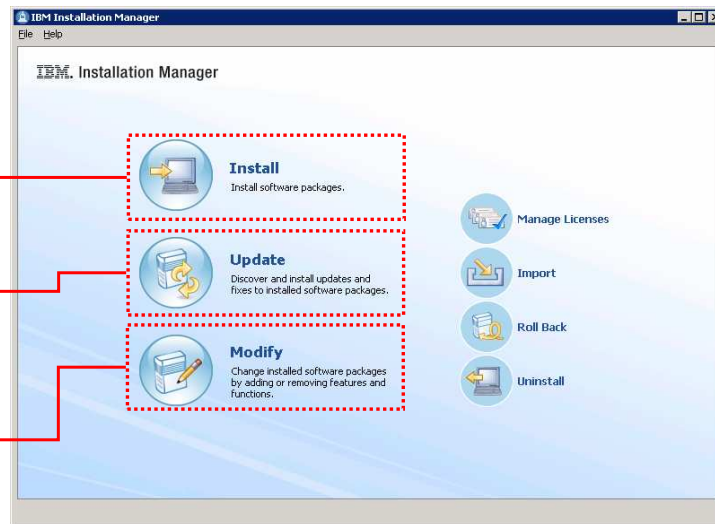 IBM Installation Manager
File Help
IBM. Installation Manager
Install
Install software packages.
Update
Discover and install updates and
fixes to installed software packages.
Modify
Change installed software packages
by adding or removing features and
functions.
Manage Licenses
Import
Roll Back
Uninstall